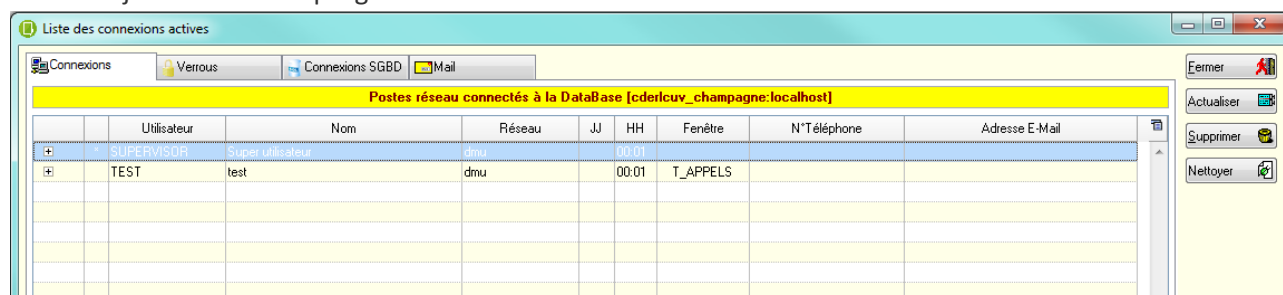 Liste des connexions actives
Connexions Verrous Connexions SGBD Mail
Fermer
Postes réseau connectés à la DataBase [cderlcuv_champagne:localhost]
Actualiser
Utilisateur Nom Réseau JJ HH Fenêtre N°Téléphone Adresse E-Mail
Supprimer
* SUPERVISOR Super utilisateur dmu 00:01
TEST test dmu 00:01 T_APPELS
Nettoyer